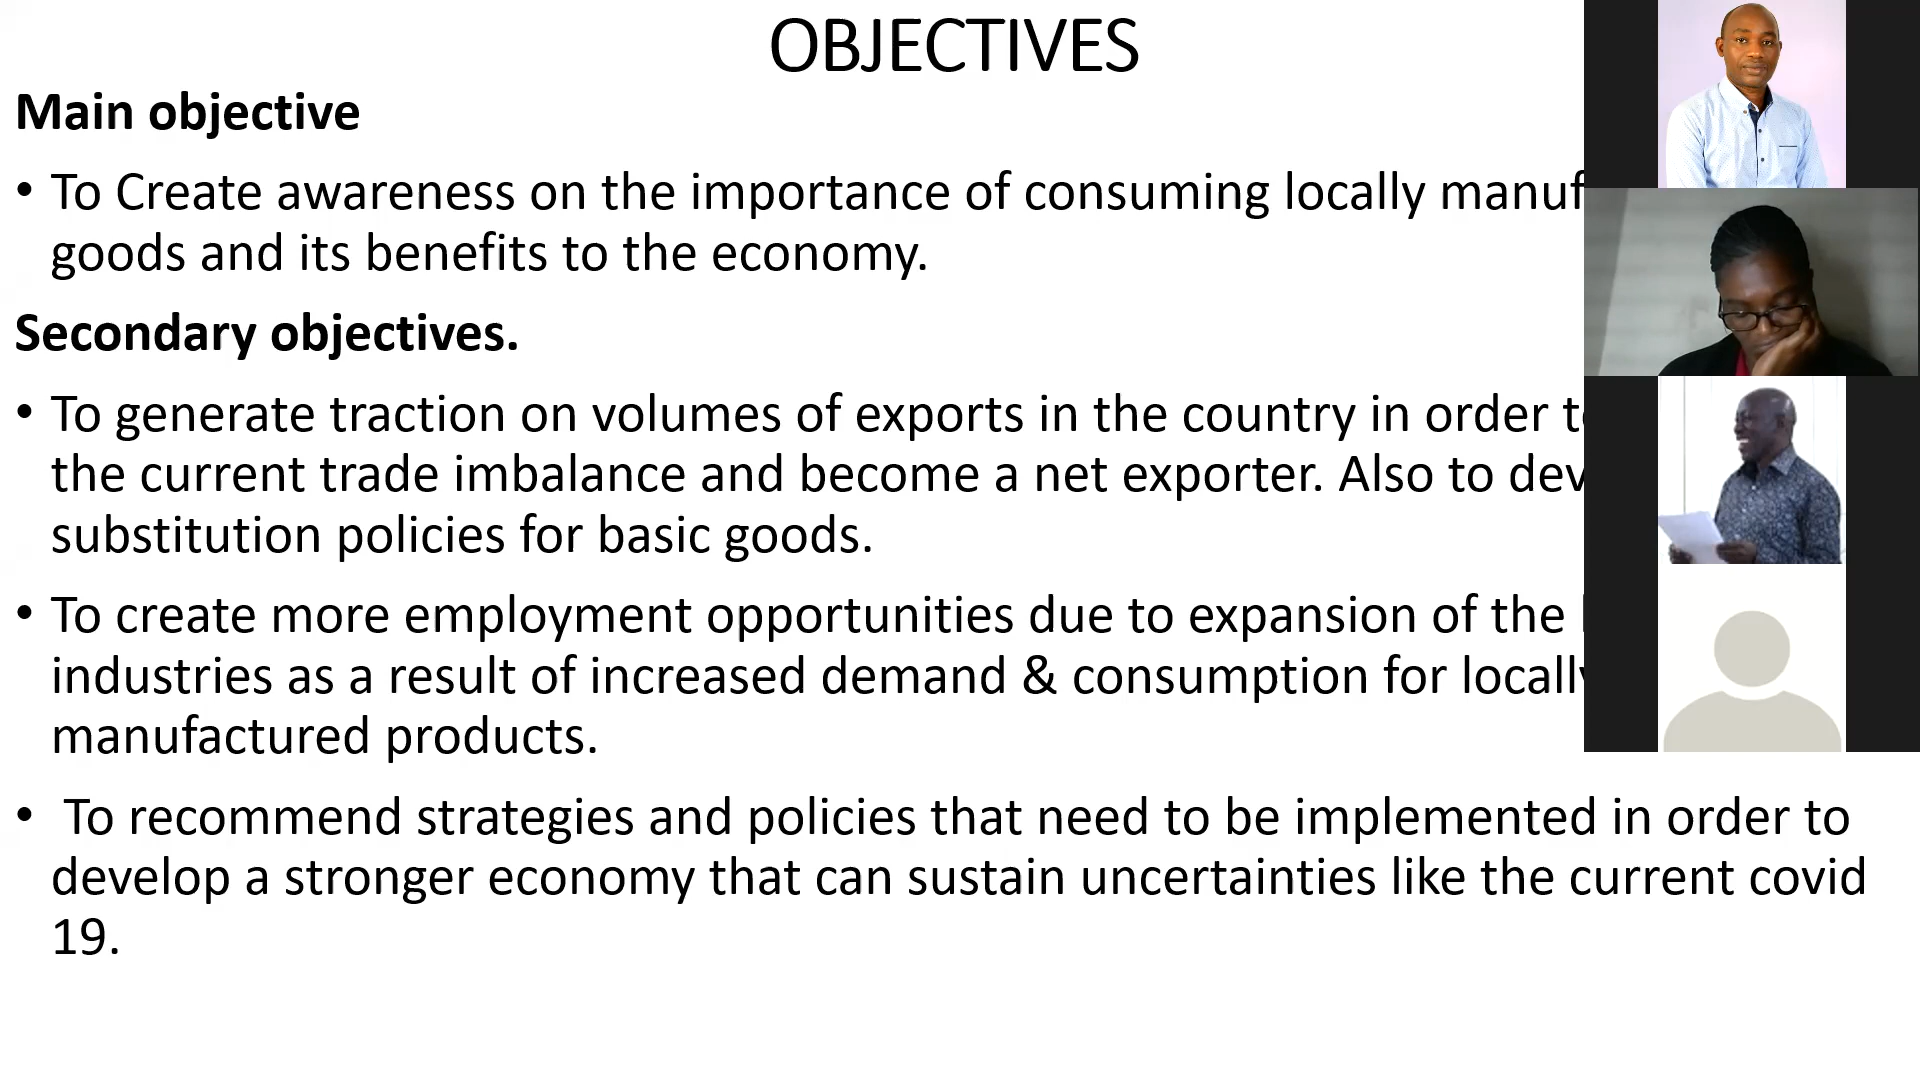 OBJECTIVES
Main objective
• To Create awareness on the importance of consuming locally
goods and its benefits to the economy.
Secondary objectives.
• To generate traction on volumes of exports in the country in order
the current trade imbalance and become a net exporter. Also to
substitution policies for basic goods.
• To create more employment opportunities due to expansion of the
industries as a result of increased demand & consumption for locally
manufactured products.
• To recommend strategies and policies that need to be implemented in order to
develop a stronger economy that can sustain uncertainties like the current covid
19.